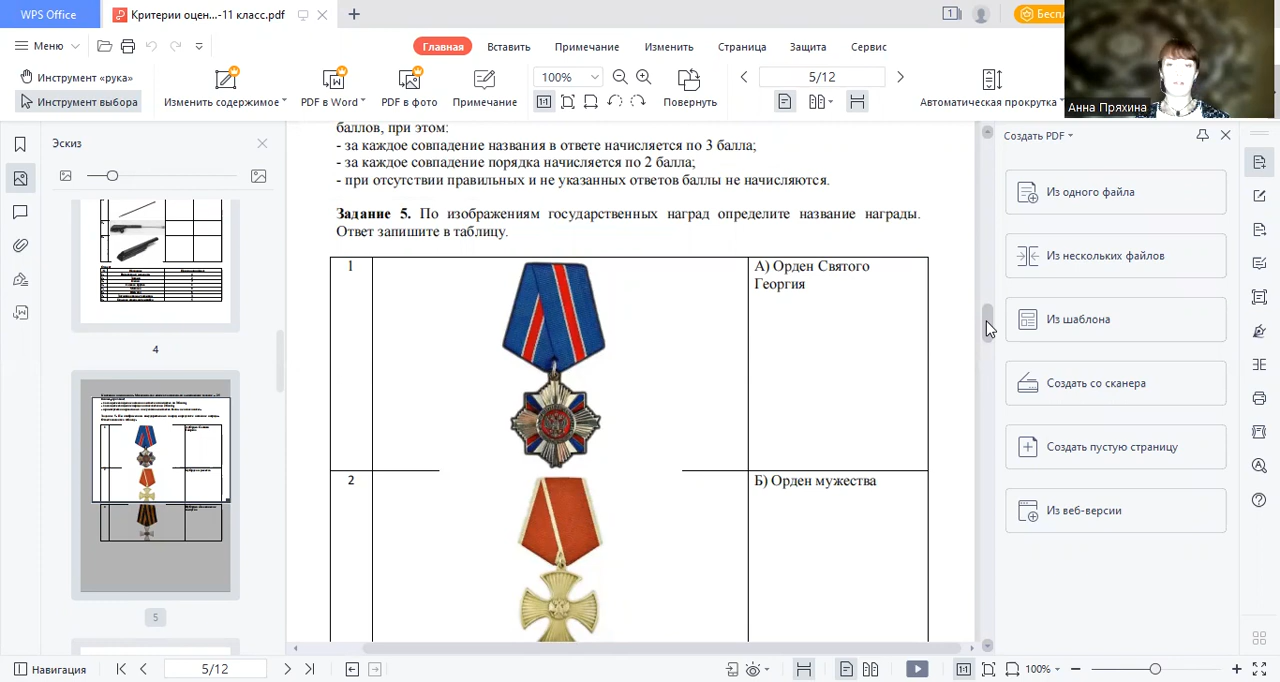 WPS Office
Критерии оцен...-11 класс.pdf
1
Беспл
Меню
Главная
Вставить
Примечание
Изменить
Страница
Защита
Сервис
Инструмент «рука»
Инструмент выбора
Изменить содержимое
PDF в Word
PDF в фото
Примечание
100%
Повернуть
5/12
Автоматическая прокрутка
Анна Пряхина
Эскиз
4
5
баллов, при этом:
- за каждое совпадение названия в ответе начисляется по 3 балла;
- за каждое совпадение порядка начисляется по 2 балла;
- при отсутствии правильных и не указанных ответов баллы не начисляются.
Задание 5. По изображениям государственных наград определите название награды.
Ответ запишите в таблицу.
1
А) Орден Святого
Георгия
2
Б) Орден мужества
Создать PDF
Из одного файла
Из нескольких файлов
Из шаблона
Создать со сканера
Создать пустую страницу
Из веб-версии
Навигация
5/12
100%